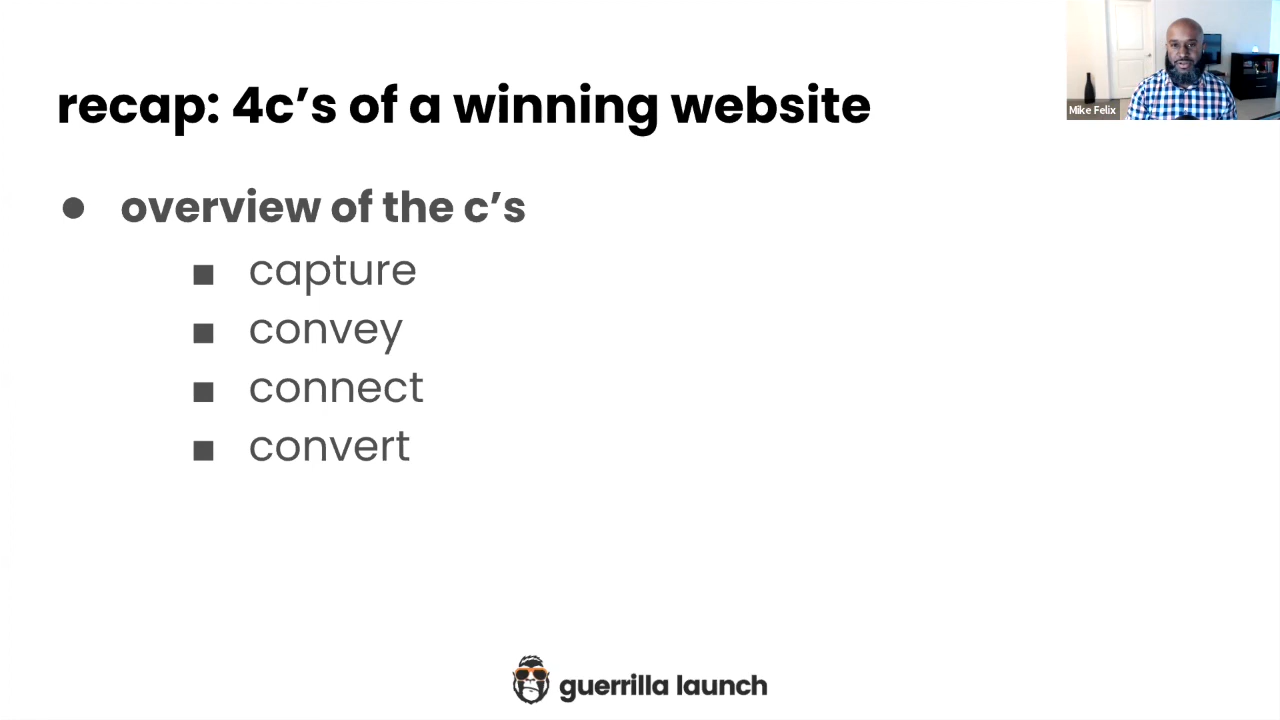 recap: 4c’s of a winning website
Mike Felix
● overview of the c’s
■ capture
■ convey
■ connect
■ convert
guerrilla launch